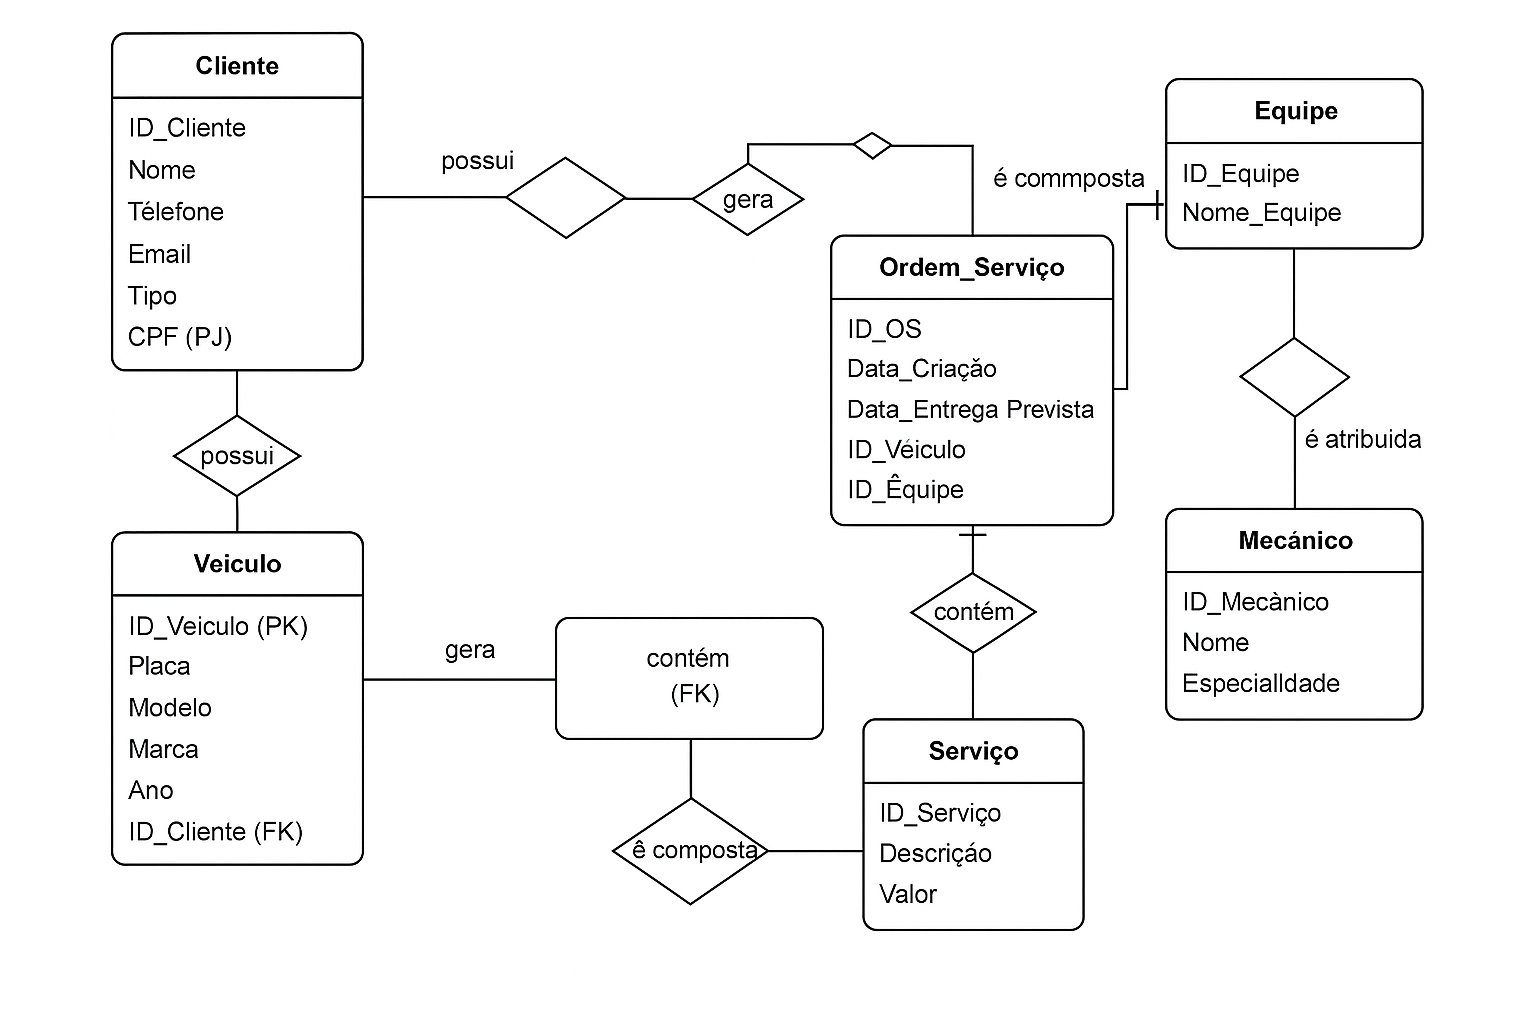 Cliente
ID_Cliente
Nome
Télefone
Email
Tipo
CPF (PJ)
possui
gera
é commposta
Equipe
ID_Equipe
Nome_Equipe
Ordem_Serviço
ID_OS
Data_Criaçǎo
Data_Entrega Prevista
ID_Véiculo
ID_Êquipe
é atribuida
possui
Veiculo
ID_Veiculo (PK)
Placa
Modelo
Marca
Ano
ID_Cliente (FK)
gera
contém
(FK)
ê composta
contém
Serviço
ID_Serviço
Descriçáo
Valor
Mecánico
ID_Mecànico
Nome
Especialldade